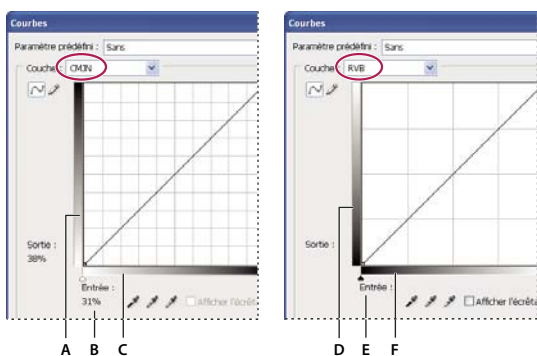 Courbes
Paramètre prédéfini : Sans
Couche : CMJN
Sortie :
38%
Entrée :
31%
Afficher l'écrêta
A B C
Courbes
Paramètre prédéfini : Sans
Couche : RVB
Sortie :
Entrée :
Afficher l'écrêta
D E F